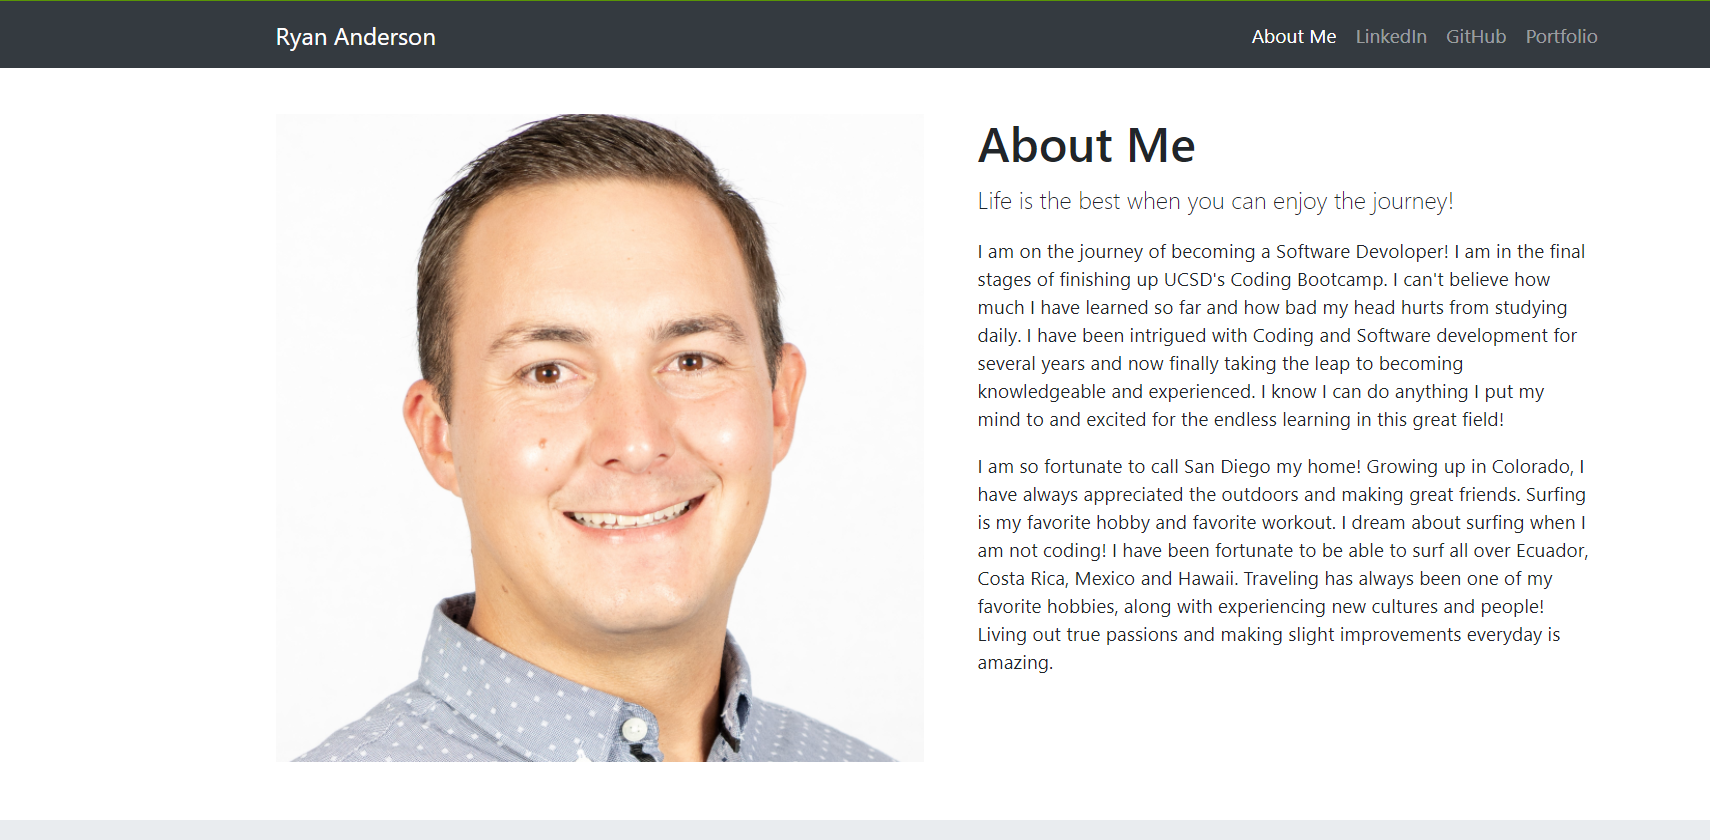 Ryan Anderson
About Me LinkedIn GitHub Portfolio
About Me
Life is the best when you can enjoy the journey!
I am on the journey of becoming a Software Devoloper! I am in the final
stages of finishing up UCSD's Coding Bootcamp. I can't believe how
much I have learned so far and how bad my head hurts from studying
daily. I have been intrigued with Coding and Software development for
several years and now finally taking the leap to becoming
knowledgeable and experienced. I know I can do anything I put my
mind to and excited for the endless learning in this great field!
I am so fortunate to call San Diego my home! Growing up in Colorado, I
have always appreciated the outdoors and making great friends. Surfing
is my favorite hobby and favorite workout. I dream about surfing when I
am not coding! I have been fortunate to be able to surf all over Ecuador,
Costa Rica, Mexico and Hawaii. Traveling has always been one of my
favorite hobbies, along with experiencing new cultures and people!
Living out true passions and making slight improvements everyday is
amazing.